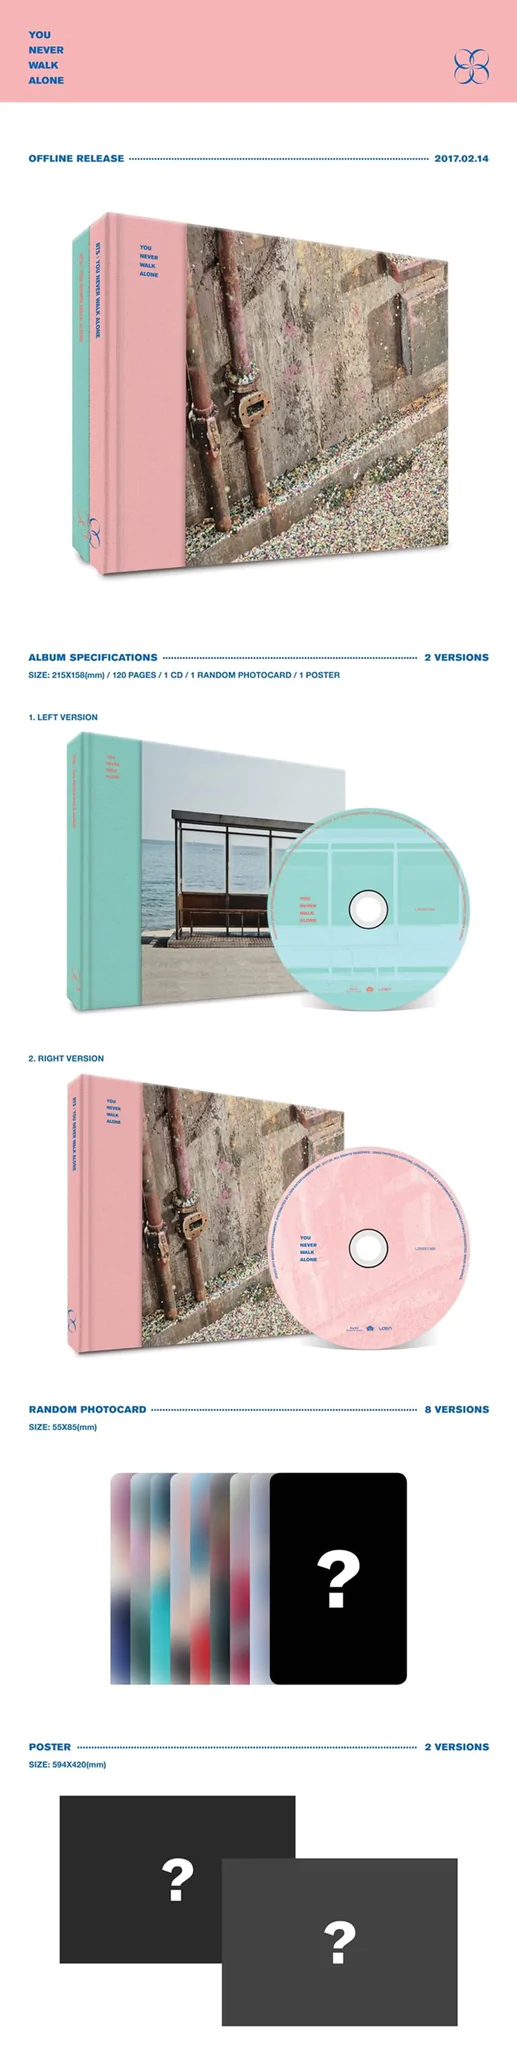 YOU
NEVER
WALK
ALONE
OFFLINE RELEASE 2017.02.14
BTS · YOU NEVER WALK ALONE
YOU
NEVER
WALK
ALONE
ALBUM SPECIFICATIONS 2 VERSIONS
SIZE: 215X158(mm) / 120 PAGES / 1 CD / 1 RANDOM PHOTOCARD / 1 POSTER
1. LEFT VERSION
YOU
NEVER
WALK
ALONE
YOU
NEVER
WALK
ALONE
LOEN
2. RIGHT VERSION
BTS · YOU NEVER WALK ALONE
YOU
NEVER
WALK
ALONE
YOU
NEVER
WALK
ALONE
LOEN
RANDOM PHOTOCARD 8 VERSIONS
SIZE: 55X85(mm)
?
POSTER 2 VERSIONS
SIZE: 594X420(mm)
?
?